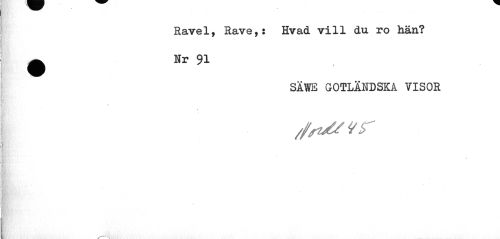 Ravel, Rave,: Hvad vill du ro hän?
Nr 91
SÄWE GOTLÄNDSKA VISOR
Nordl 45